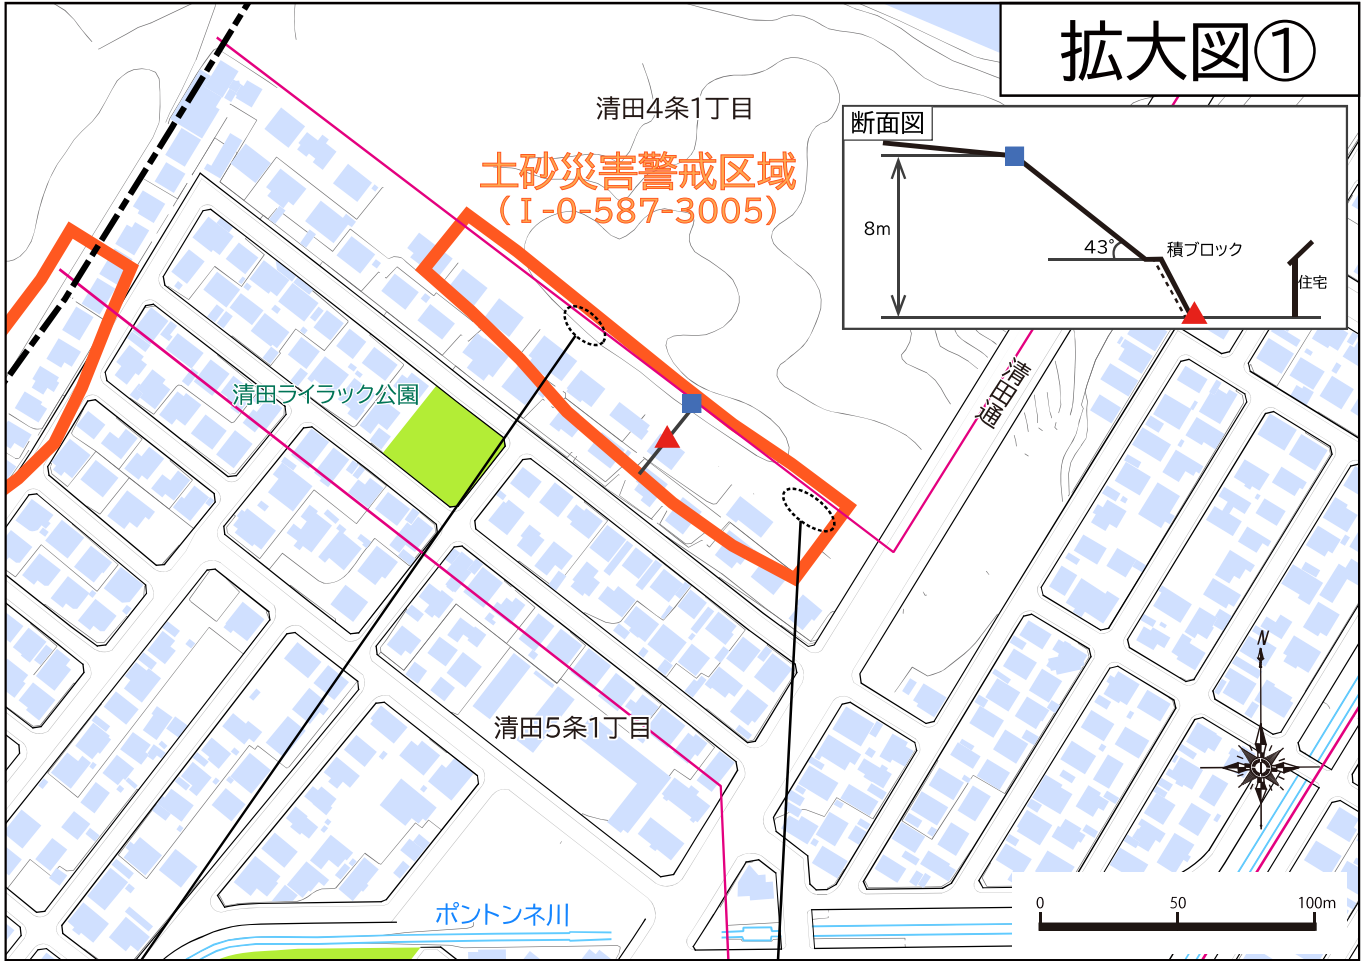 拡大図①
清田4条1丁目
断面図
土砂災害警戒区域
（Ⅰ-0-587-3005）
8m
43°
積ブロック
住宅
清田ライラック公園
清田通
N
清田5条1丁目
ポントンネ川
0 50 100m